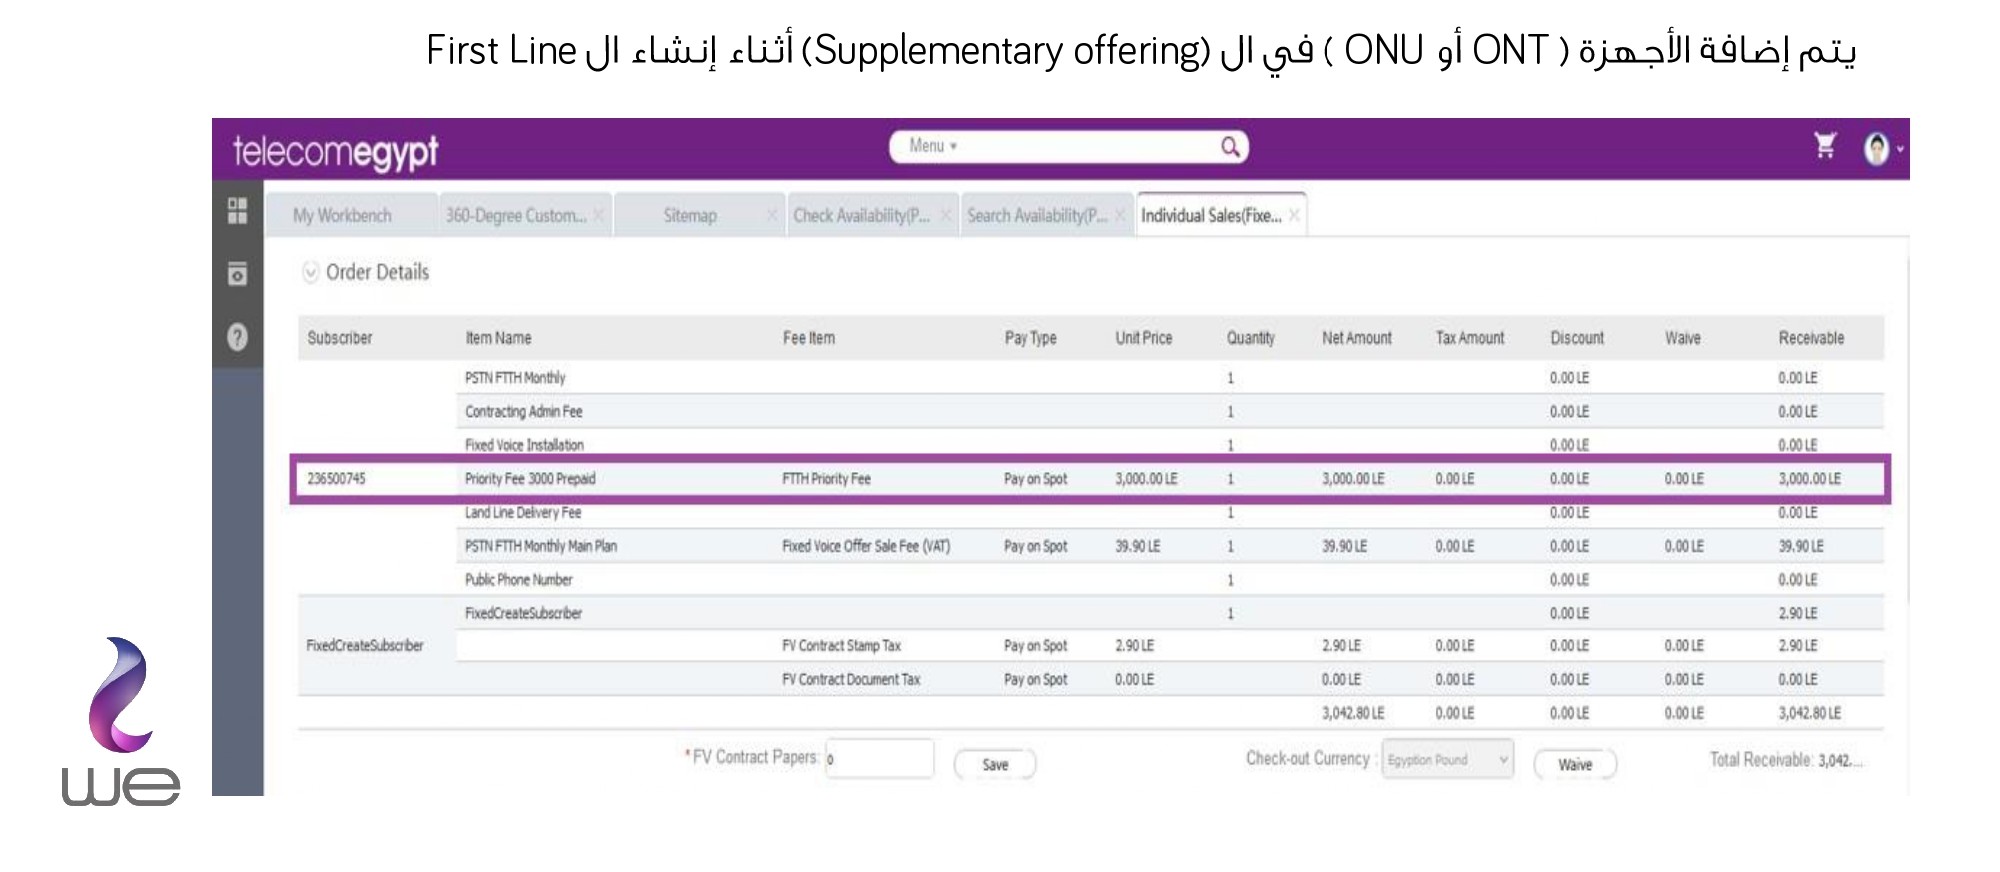 يتم إضافة الأجهزة ( ONT أو ONU ) في ال (Supplementary offering) أثناء إنشاء ال First Line
telecomegypt Menu
My Workbench 360-Degree Custom... Sitemap Check Availability(P... Search Availability(P... Individual Sales(Fixe...
Order Details
Subscriber Item Name Fee Item Pay Type Unit Price Quantity Net Amount Tax Amount Discount Waive Receivable
PSTN FTTH Monthly 1 0.00 LE 0.00 LE
Contracting Admin Fee 1 0.00 LE 0.00 LE
Fixed Voice Installation 1 0.00 LE 0.00 LE
236500745 Priority Fee 3000 Prepaid FTTH Priority Fee Pay on Spot 3,000.00 LE 1 3,000.00 LE 0.00 LE 0.00 LE 0.00 LE 3,000.00 LE
Land Line Delivery Fee 1 0.00 LE 0.00 LE
PSTN FTTH Monthly Main Plan Fixed Voice Offer Sale Fee (VAT) Pay on Spot 39.90 LE 1 39.90 LE 0.00 LE 0.00 LE 0.00 LE 39.90 LE
Public Phone Number 1 0.00 LE 0.00 LE
FixedCreateSubscriber 1 0.00 LE 2.90 LE
FixedCreateSubscriber FV Contract Stamp Tax Pay on Spot 2.90 LE 2.90 LE 0.00 LE 0.00 LE 0.00 LE 2.90 LE
FV Contract Document Tax Pay on Spot 0.00 LE 0.00 LE 0.00 LE 0.00 LE 0.00 LE 0.00 LE
3,042.80 LE 0.00 LE 0.00 LE 0.00 LE 3,042.80 LE
* FV Contract Papers: 0 Save Check-out Currency : Egyption Pound Waive Total Receivable: 3,042....
we